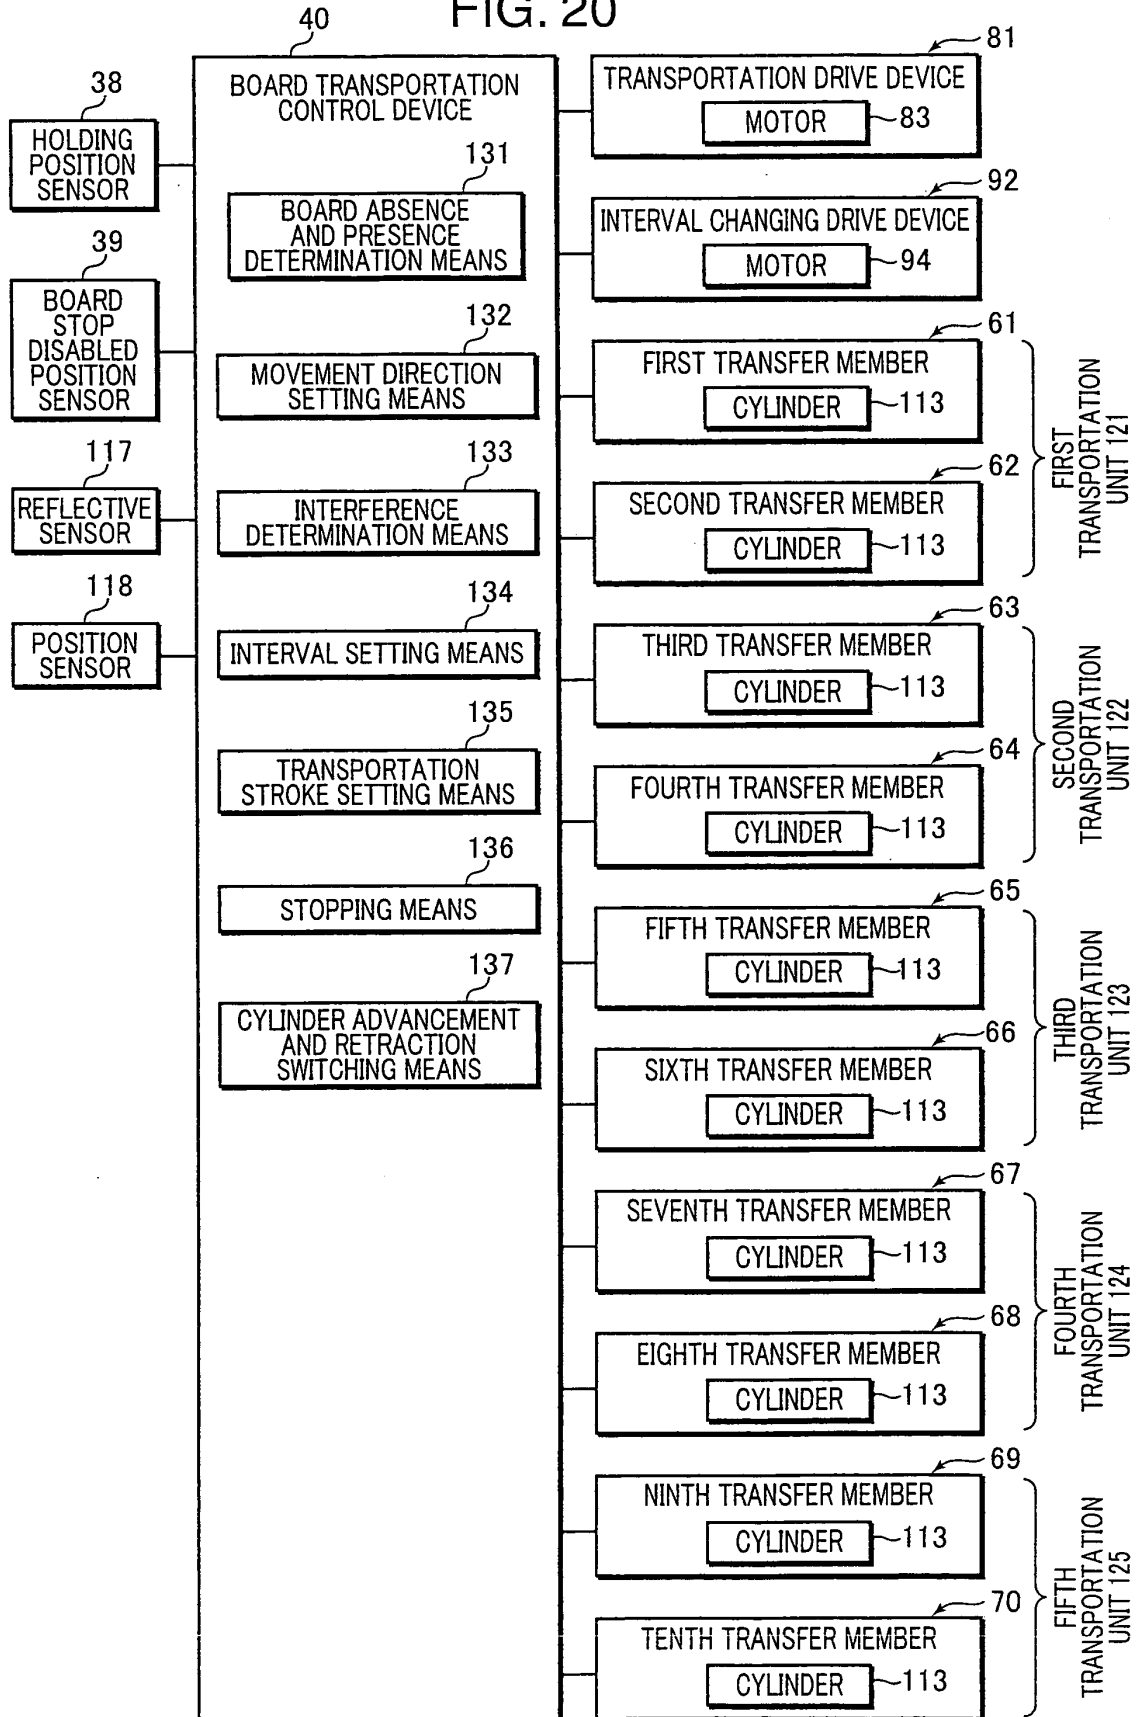 FIG. 20
40
BOARD TRANSPORTATION
CONTROL DEVICE
38
HOLDING
POSITION
SENSOR
39
BOARD
STOP
DISABLED
POSITION
SENSOR
117
REFLECTIVE
SENSOR
118
POSITION
SENSOR
131
BOARD ABSENCE
AND PRESENCE
DETERMINATION MEANS
132
MOVEMENT DIRECTION
SETTING MEANS
133
INTERFERENCE
DETERMINATION MEANS
134
INTERVAL SETTING MEANS
135
TRANSPORTATION
STROKE SETTING MEANS
136
STOPPING MEANS
137
CYLINDER ADVANCEMENT
AND RETRACTION
SWITCHING MEANS
81
TRANSPORTATION DRIVE DEVICE
MOTOR 83
92
INTERVAL CHANGING DRIVE DEVICE
MOTOR 94
61
FIRST TRANSFER MEMBER
CYLINDER 113
62
SECOND TRANSFER MEMBER
CYLINDER 113
FIRST
TRANSPORTATION
UNIT 121
63
THIRD TRANSFER MEMBER
CYLINDER 113
64
FOURTH TRANSFER MEMBER
CYLINDER 113
SECOND
TRANSPORTATION
UNIT 122
65
FIFTH TRANSFER MEMBER
CYLINDER 113
66
SIXTH TRANSFER MEMBER
CYLINDER 113
THIRD
TRANSPORTATION
UNIT 123
67
SEVENTH TRANSFER MEMBER
CYLINDER 113
68
EIGHTH TRANSFER MEMBER
CYLINDER 113
FOURTH
TRANSPORTATION
UNIT 124
69
NINTH TRANSFER MEMBER
CYLINDER 113
70
TENTH TRANSFER MEMBER
CYLINDER 113
FIFTH
TRANSPORTATION
UNIT 125